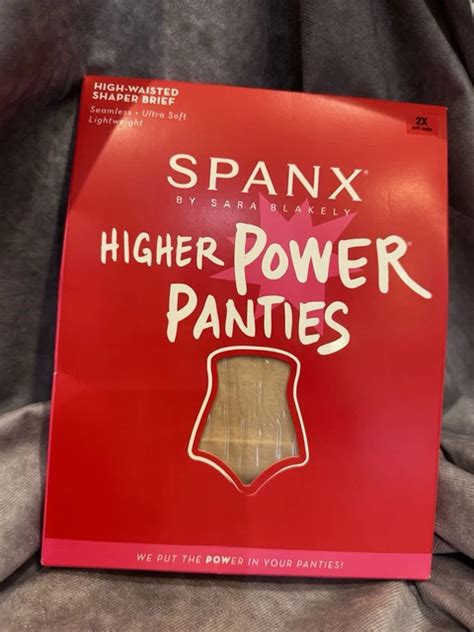 HIGH-WAISTED
SHAPER BRIEF
Seamless • Ultra Soft
Lightweight
2X
SPANX®
BY SARA BLAKELY
HIGHER POWER®
PANTIES
WE PUT THE POWER IN YOUR PANTIES!